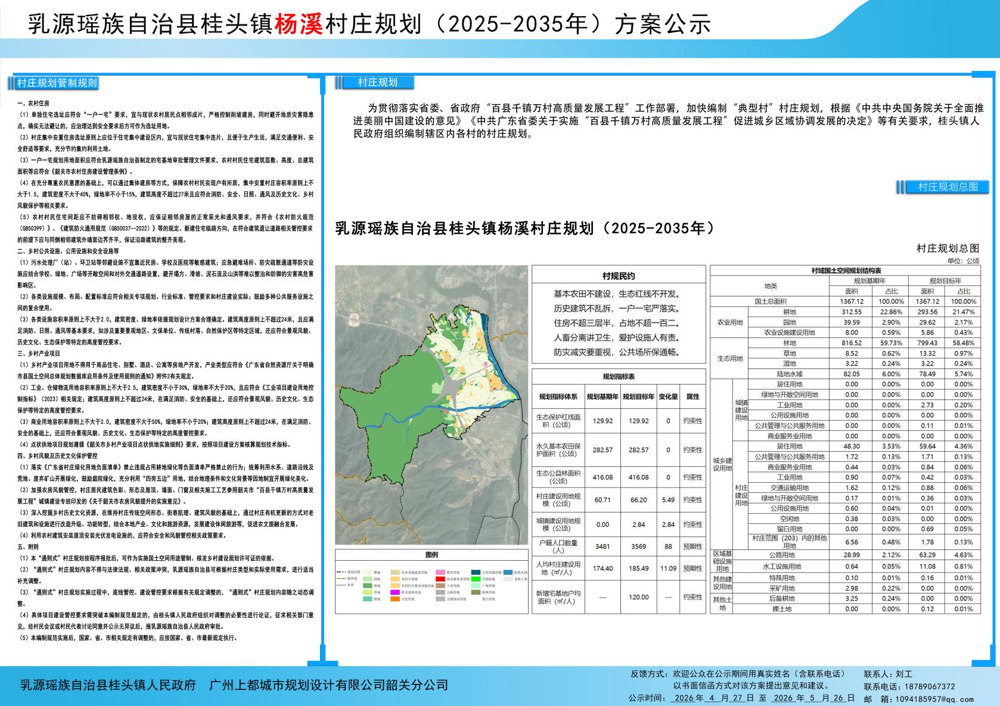 乳源瑶族自治县桂头镇杨溪村庄规划（2025-2035年）方案公示
村庄规划管制规则
一、农村住房
（1）单独住宅选址应符合“一户一宅”要求，宜与现状农村居民点相邻成片，严格控制削坡建房，同时避开地质灾害隐患
点，确实无法避让的，应治理达到安全要求后方可作为选址用地。
（2）村庄集中安置住房选址原则上应位于住宅集中建设区内，宜与现状住宅集中连片，且便于生产生活，满足交通便利、安
全舒适等要求，充分节约集约利用土地。
（3）一户一宅规划用地面积应符合乳源瑶族自治县制定的宅基地审批管理文件要求，农村村民住宅建筑层数、高度、总建筑
面积等应符合《韶关市农村住房建设管理条例》。
（4）在充分尊重农民意愿的基础上，可以通过集体建房等方式，保障农村村民实现户有所居，集中安置村庄容积率原则上不
大于1.5，建筑密度不大于40%，绿地率不小于15%，建筑高度不超过27米且应符合消防、安全、日照、通风及历史文化、乡村
风貌保护等相关要求。
（5）农村村民住宅间距应不妨碍相邻权、地役权，应保证相邻房屋的正常采光和通风要求，并符合《农村防火规范
（GB50399）》、《建筑防火通用规范（GB50037—2022）》等的规定。新建住宅临路方向，在符合建筑退让道路相关管控要求
的前提下应与同侧相邻建筑外墙面边界齐平，保证沿路建筑的整齐美观。
二、乡村公共设施、公用设施和安全设施等
（1）污水处理厂（站）、环卫站等邻避设施不宜靠近民房、学校及医院等敏感建筑；应急避难场所、防灾疏散通道等防灾设
施应结合学校、绿地、广场等开敞空间和对外交通道路设置，避开塌方、滑坡、泥石流及山洪等难以整治和防御的灾害高危害
影响区。
（2）各类设施规模、布局、配置标准应符合相关专项规划、行业标准、管控要求和村庄建设实际；鼓励多种公共服务设施之
间的复合使用。
（3）各类设施容积率原则上不大于2.0，建筑密度、绿地率依据规划设计方案合理确定。建筑高度原则上不超过24米，且应满
足消防、日照、通风等基本要求，如涉及重要景观地区、文保单位、传统村落、自然保护区等特定区域，还应符合景观风貌、
历史文化、生态保护等特定的高度管控要求。
三、乡村产业项目
（1）乡村产业项目用地不得用于商品住宅、别墅、酒店、公寓等房地产开发，产业类型应符合《广东省自然资源厅关于明确
市县国土空间总体规划数据库启用条件及使用规则的通知》附件2有关规定。
（2）工业、仓储物流用地容积率原则上不大于2.5，建筑密度不小于30%，绿地率不大于20%，且应符合《工业项目建设用地控
制指标》（2023）相关规定；建筑高度原则上不超过24米，在满足消防、安全的基础上，还应符合景观风貌、历史文化、生态
保护等特定的高度管控要求。
（3）商业用地容积率原则上不大于2.0，建筑密度不大于50%，绿地率不小于20%；建筑高度原则上不超过24米，在满足消防、
安全的基础上，还应符合景观风貌、历史文化、生态保护等特定的高度管控要求。
（4）点状供地项目规划遵循《韶关市乡村产业项目点状供地实施细则》要求，按照项目建设方案核算规划技术指标。
四、乡村风貌及历史文化保护管控
（1）落实《广东省村庄绿化用地负面清单》禁止违规占用耕地绿化等负面清单严格禁止的行为；统筹利用水系、道路沿线及
荒地、废弃矿山开展绿化，鼓励庭院绿化，充分利用“四旁五边”用地，结合地理条件和文化背景等因地制宜开展绿化美化。
（2）加强农房风貌管控，村庄居民建筑色彩、形态及屋顶、墙面、门窗及相关施工工艺参照韶关市“百县千镇万村高质量发
展工程”城镇建设专班印发的《关于韶关市农房风貌提升的实施意见》。
（3）深入挖掘乡村历史文化资源，在维持村庄传统空间形态、街巷肌理、建筑风貌的基础上，通过村庄有机更新的方式对老
旧建筑和设施进行改造升级、功能转型，结合本地产业、文化和旅游资源，发展建设休闲旅游等，促进农文旅融合发展。
（4）利用农村建筑安装屋顶安装光伏发电设施的，应符合安全和风貌管控相关政策要求。
五、附则
（1）本“通则式”村庄规划按程序报批后，可作为实施国土空间用途管制、核发乡村建设规划许可证的依据。
（2）“通则式”村庄规划内容不得与法律法规、相关政策冲突，乳源瑶族自治县可根据村庄类型和实际使用需求，进行适当
补充调整。
（3）“通则式”村庄规划实施过程中，底线管控、建设管控要求根据有关规定调整的，“通则式”村庄规划内容随之动态调
整。
（4）具体项目建设管控要求需突破本编制规范规定的，由桂头镇人民政府组织对调整的必要性进行论证，征求相关部门意
见，经村民会议或村民代表讨论同意并公示无异议后，报乳源瑶族自治县人民政府审批。
（5）本编制规范实施后，国家、省、市相关规定有调整的，应按国家、省、市最新规定执行。
村庄规划
为贯彻落实省委、省政府“百县千镇万村高质量发展工程”工作部署，加快编制“典型村”村庄规划，根据《中共中央国务院关于全面推
进美丽中国建设的意见》《中共广东省委关于实施“百县千镇万村高质量发展工程”促进城乡区域协调发展的决定》等有关要求，桂头镇人
民政府组织编制辖区内各村的村庄规划。
村庄规划总图
乳源瑶族自治县桂头镇杨溪村庄规划（2025-2035年）
村庄规划总图
单位：公顷
村规民约
基本农田不建设，生态红线不开发。
历史建筑不乱拆，一户一宅严落实。
住房不超三层半，占地不超一百二。
人畜分离讲卫生，爱护设施人有责。
防灾减灾要重视，公共场所保通畅。
规划指标表
规划指标体系 规划基期年 规划目标年 变化量 属性
生态保护红线面积（公顷） 129.92 129.92 0 约束性
永久基本农田保护面积（公顷） 282.57 282.57 0 约束性
生态公益林面积（公顷） 416.08 416.08 0 约束性
村庄建设用地规模（公顷） 60.71 66.20 5.49 约束性
城镇建设用地规模（公顷） 0.00 2.84 2.84 约束性
户籍人口数量（人） 3481 3569 88 预期性
人均村庄建设用地（㎡/人） 174.40 185.49 11.09 预期性
新增宅基地户均面积（㎡/人） — 120.00 — 约束性
村域国土空间规划结构表
地类 规划基期年 规划目标年
面积 占比 面积 占比
国土总面积 1367.12 100.00% 1367.12 100.00%
农业用地 耕地 312.55 22.86% 293.56 21.47%
园地 39.59 2.90% 29.62 2.17%
农业设施建设用地 8.00 0.59% 5.86 0.43%
生态用地 林地 816.52 59.73% 799.43 58.48%
草地 8.52 0.62% 13.32 0.97%
湿地 3.22 0.24% 3.22 0.24%
陆地水域 82.05 6.00% 78.49 5.74%
城乡建设用地 城镇建设用地 居住用地 0.00 0.00% 0.00 0.00%
绿地与开敞空间用地 0.00 0.00% 0.00 0.00%
工业用地 0.00 0.00% 2.73 0.20%
公用设施用地 0.00 0.00% 0.00 0.00%
公共管理与公共服务用地 0.00 0.00% 0.11 0.01%
商业服务业用地 0.00 0.00% 0.00 0.00%
村庄建设用地 居住用地 48.30 3.53% 59.64 4.36%
公共管理与公共服务用地 1.72 0.13% 1.71 0.13%
商业服务业用地 0.44 0.03% 0.84 0.06%
工业用地 0.90 0.07% 0.42 0.03%
交通运输用地 1.62 0.12% 0.88 0.06%
绿地与开敞空间用地 0.17 0.01% 0.36 0.03%
公用设施用地 0.60 0.04% 0.01 0.00%
空闲地 0.38 0.03% 0.00 0.00%
留白用地 0.00 0.00% 0.69 0.05%
村庄范围（203）内的其他用地 6.56 0.48% 1.78 0.13%
区域基础设施用地 公路用地 28.99 2.12% 63.29 4.63%
水工设施用地 0.64 0.05% 11.08 0.81%
其他建设用地 特殊用地 0.10 0.01% 0.16 0.01%
采矿用地 2.98 0.22% 0.00 0.00%
其他土地 后备耕地 3.25 0.24% 0.00 0.00%
裸土地 0.00 0.00% 0.12 0.01%
图例
规划范围 耕地 农业设施建设用地 教育用地 公用设施用地 陆地水域
镇界线 园地 农村宅基地 商业服务业用地 公园绿地 其他土地
村界 林地 农村社区服务设施用地 工业用地 广场用地
草地 机关团体用地 公路用地 特殊用地
湿地 文化用地 交通场站用地 留白用地
乳源瑶族自治县桂头镇人民政府 广州上都城市规划设计有限公司韶关分公司
反馈方式：欢迎公众在公示期间用真实姓名（含联系电话）
以书面信函方式对该方案提出意见和建议。
公示时间： 2026 年 4 月 27 日 至 2026 年 5 月 26 日
联系人：刘工
联系电话：18789067372
邮 箱：1094185957@qq.com